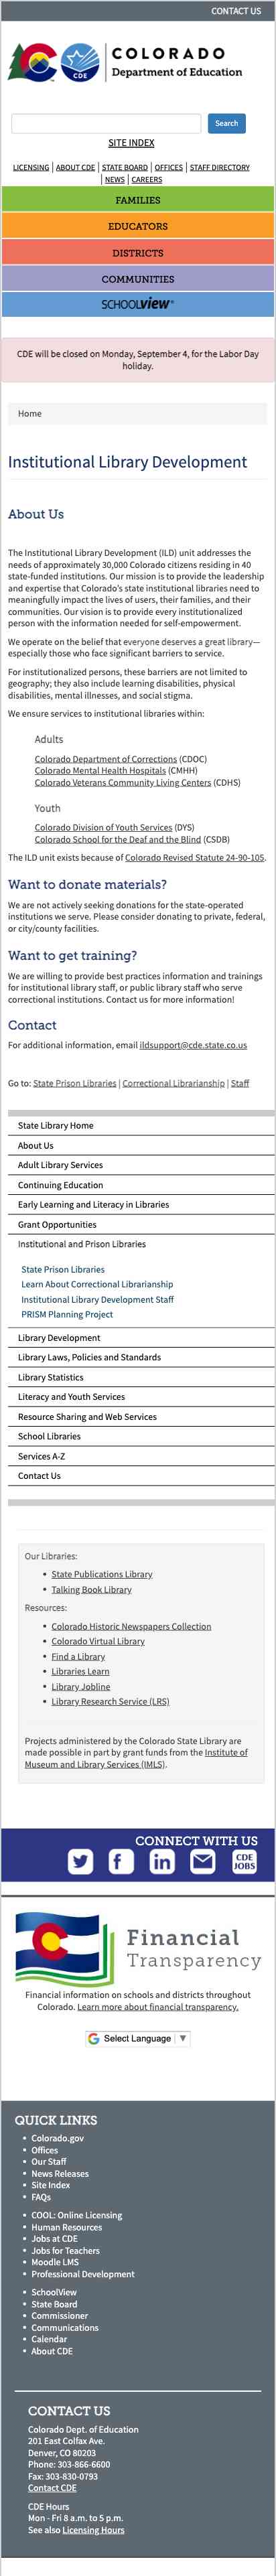 CONTACT US
COLORADO
Department of Education
CDE
Search
SITE INDEX
LICENSING | ABOUT CDE | STATE BOARD | OFFICES | STAFF DIRECTORY
| NEWS | CAREERS
FAMILIES
EDUCATORS
DISTRICTS
COMMUNITIES
SCHOOLVIEW®
CDE will be closed on Monday, September 4, for the Labor Day
holiday.
Home
Institutional Library Development
About Us
The Institutional Library Development (ILD) unit addresses the
needs of approximately 30,000 Colorado citizens residing in 40
state-funded institutions. Our mission is to provide the leadership
and expertise that Colorado's state institutional libraries need to
meaningfully impact the lives of users, their families, and their
communities. Our vision is to provide every institutionalized
person with the information needed for self-empowerment.
We operate on the belief that everyone deserves a great library—
especially those who face significant barriers to service.
For institutionalized persons, these barriers are not limited to
geography; they also include learning disabilities, physical
disabilities, mental illnesses, and social stigma.
We ensure services to institutional libraries within:
Adults
Colorado Department of Corrections (CDOC)
Colorado Mental Health Hospitals (CMHH)
Colorado Veterans Community Living Centers (CDHS)
Youth
Colorado Division of Youth Services (DYS)
Colorado School for the Deaf and the Blind (CSDB)
The ILD unit exists because of Colorado Revised Statute 24-90-105.
Want to donate materials?
We are not actively seeking donations for the state-operated
institutions we serve. Please consider donating to private, federal,
or city/county facilities.
Want to get training?
We are willing to provide best practices information and trainings
for institutional library staff, or public library staff who serve
correctional institutions. Contact us for more information!
Contact
For additional information, email ildsupport@cde.state.co.us
Go to: State Prison Libraries | Correctional Librarianship | Staff
State Library Home
About Us
Adult Library Services
Continuing Education
Early Learning and Literacy in Libraries
Grant Opportunities
Institutional and Prison Libraries
State Prison Libraries
Learn About Correctional Librarianship
Institutional Library Development Staff
PRISM Planning Project
Library Development
Library Laws, Policies and Standards
Library Statistics
Literacy and Youth Services
Resource Sharing and Web Services
School Libraries
Services A-Z
Contact Us
Our Libraries:
• State Publications Library
• Talking Book Library
Resources:
• Colorado Historic Newspapers Collection
• Colorado Virtual Library
• Find a Library
• Libraries Learn
• Library Jobline
• Library Research Service (LRS)
Projects administered by the Colorado State Library are
made possible in part by grant funds from the Institute of
Museum and Library Services (IMLS).
CONNECT WITH US
CDE
JOBS
Financial
Transparency
Financial information on schools and districts throughout
Colorado. Learn more about financial transparency.
Select Language ▼
QUICK LINKS
• Colorado.gov
• Offices
• Our Staff
• News Releases
• Site Index
• FAQs
• COOL: Online Licensing
• Human Resources
• Jobs at CDE
• Jobs for Teachers
• Moodle LMS
• Professional Development
• SchoolView
• State Board
• Commissioner
• Communications
• Calendar
• About CDE
CONTACT US
Colorado Dept. of Education
201 East Colfax Ave.
Denver, CO 80203
Phone: 303-866-6600
Fax: 303-830-0793
Contact CDE
CDE Hours
Mon - Fri 8 a.m. to 5 p.m.
See also Licensing Hours